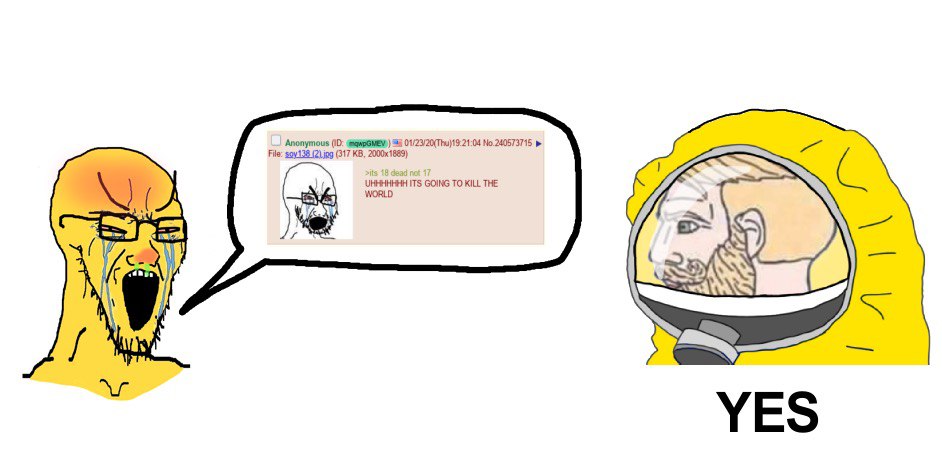 Anonymous (ID: mqwpGMEV) 01/23/20(Thu)19:21:04 No.240573715 ▶
File: soy138 (2).jpg (317 KB, 2000x1889)
>its 18 dead not 17
UHHHHHHH ITS GOING TO KILL THE
WORLD
YES